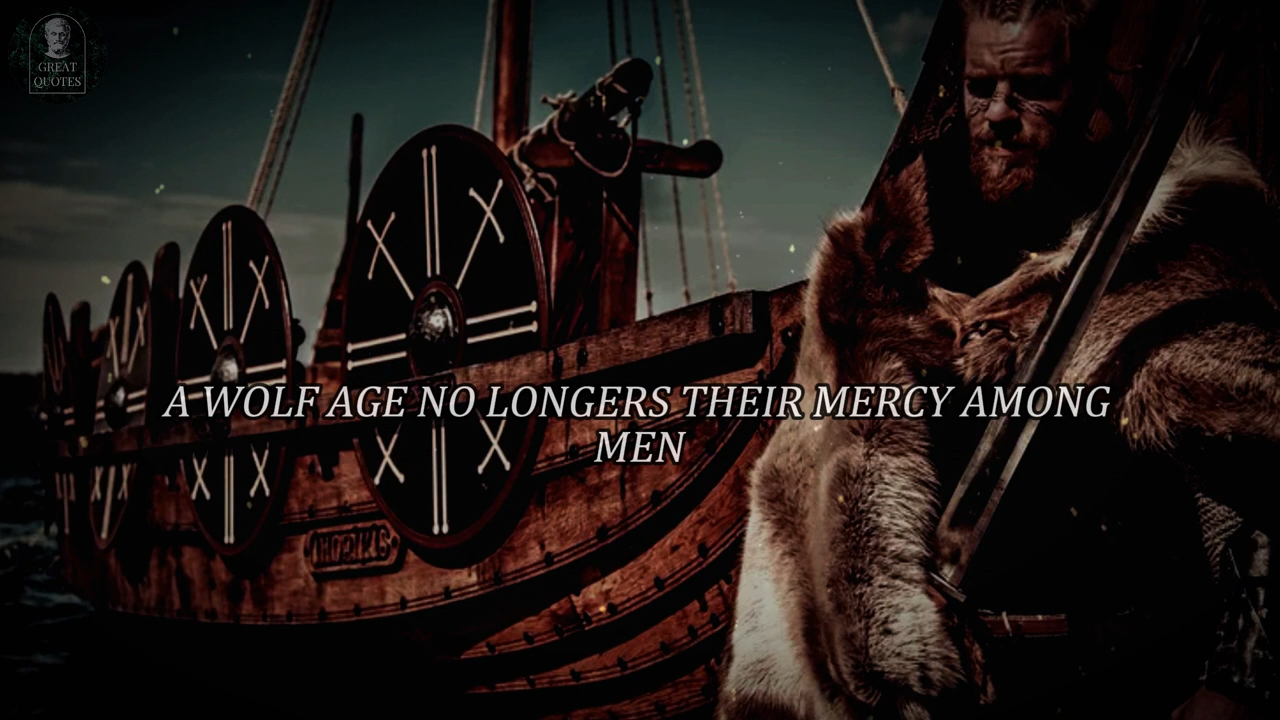 GREAT
QUOTES
A WOLF AGE NO LONGERS THEIR MERCY AMONG
MEN